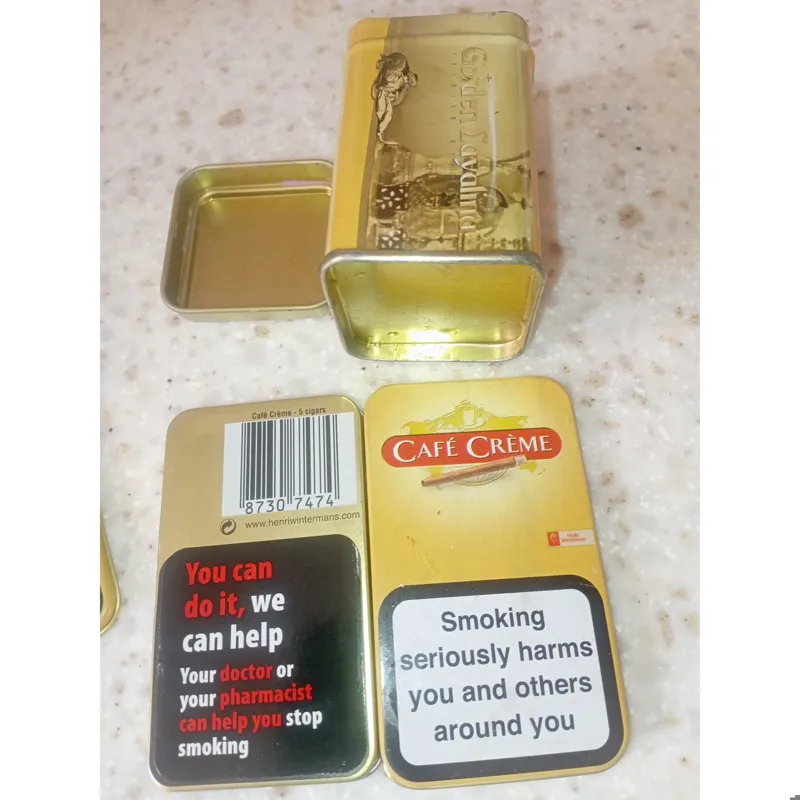 Golden Layalina
Café Crème - 5 cigars
8730 7474
www.henriwintermans.com
You can
do it, we
can help
Your doctor or
your pharmacist
can help you stop
smoking
CAFÉ CRÈME
Smoking
seriously harms
you and others
around you